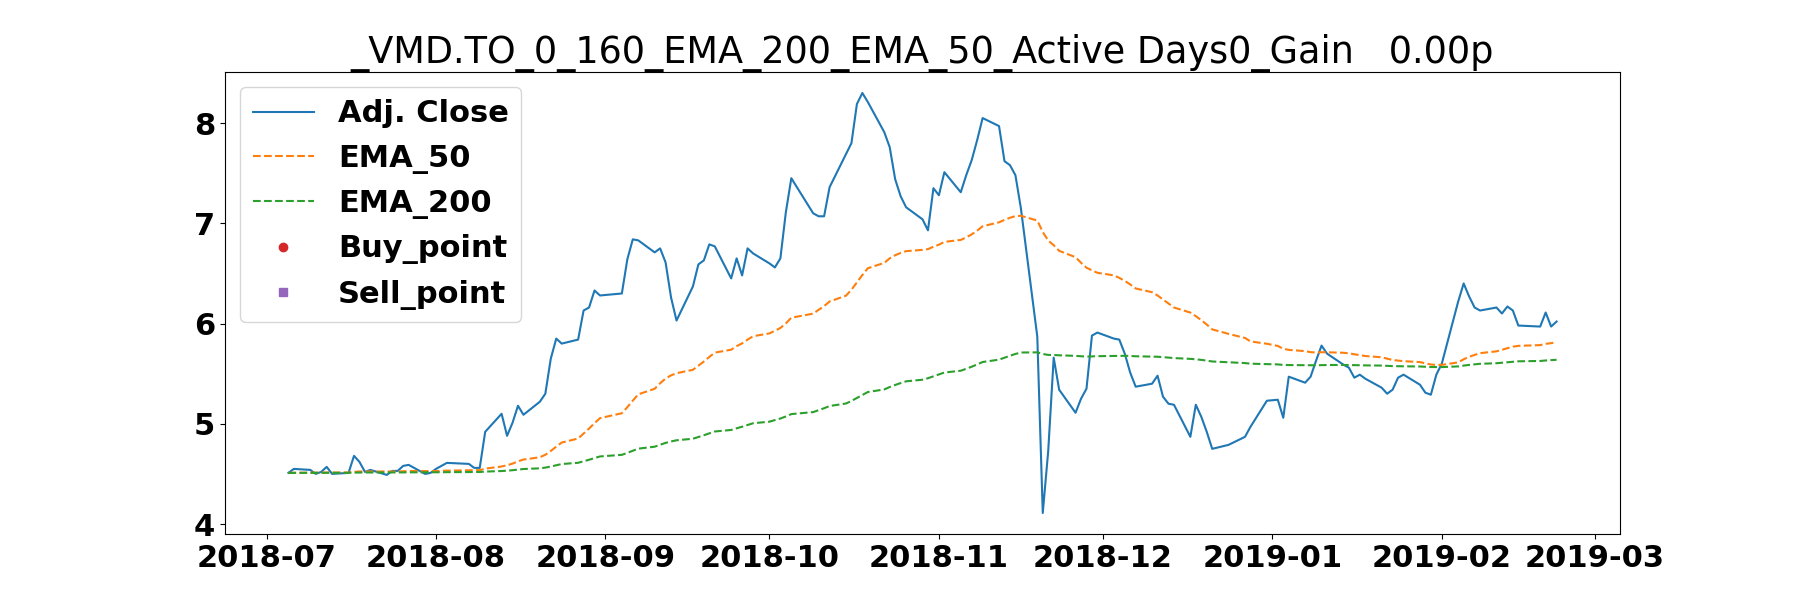 _VMD.TO_0_160_EMA_200_EMA_50_Active Days0_Gain   0.00p
Adj. Close
EMA_50
EMA_200
Buy_point
Sell_point
8
7
6
5
4
2018-07 2018-08 2018-09 2018-10 2018-11 2018-12 2019-01 2019-02 2019-03